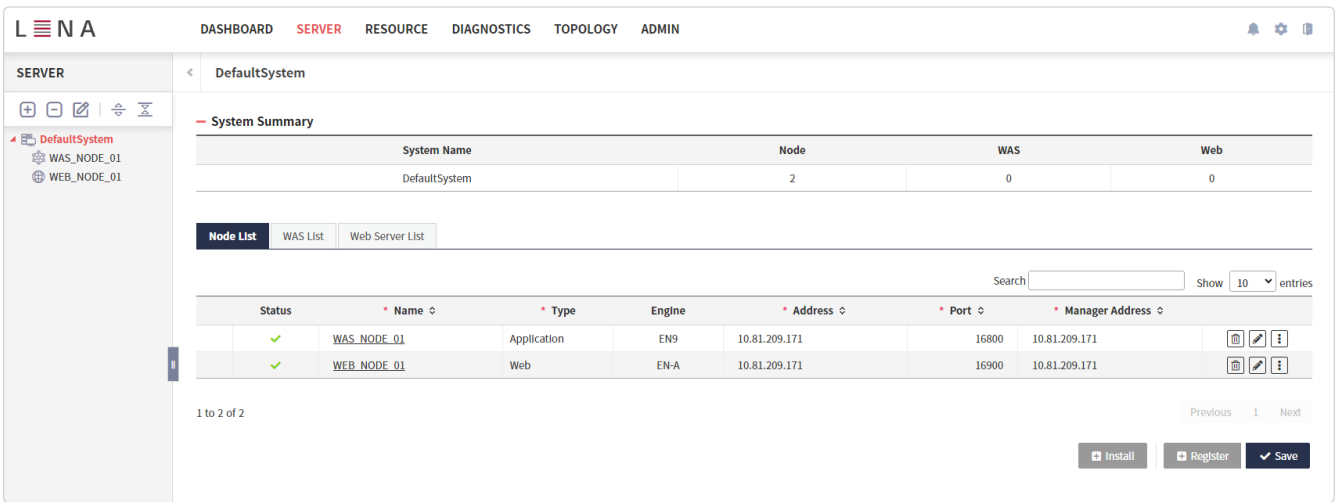 LENA DASHBOARD SERVER RESOURCE DIAGNOSTICS TOPOLOGY ADMIN
SERVER
DefaultSystem
DefaultSystem
WAS_NODE_01
WEB_NODE_01
System Summary
System Name Node WAS Web
DefaultSystem 2 0 0
Node List WAS List Web Server List
Search Show 10 entries
Status * Name * Type Engine * Address * Port * Manager Address
WAS_NODE_01 Application EN9 10.81.209.171 16800 10.81.209.171
WEB_NODE_01 Web EN-A 10.81.209.171 16900 10.81.209.171
1 to 2 of 2 Previous 1 Next
Install Register Save